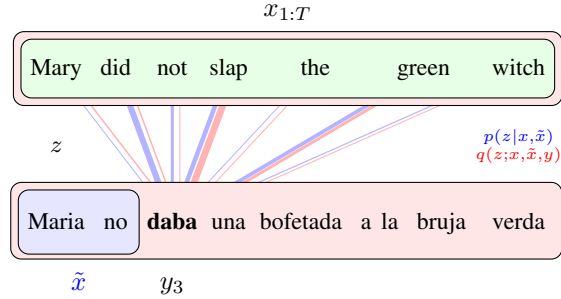 x_{1:T}
Mary did not slap the green witch
z
p(z|x,x̃)
q(z;x,x̃,y)
Maria no daba una bofetada a la bruja verda
x̃ y_3